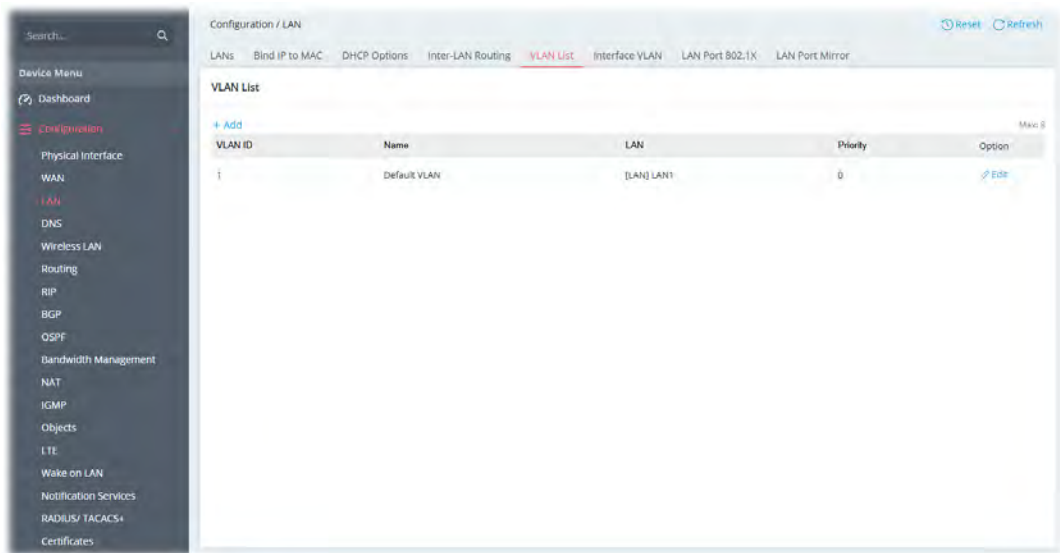 Search...
Device Menu
Dashboard
Configuration
Physical Interface
WAN
LAN
DNS
Wireless LAN
Routing
RIP
BGP
OSPF
Bandwidth Management
NAT
IGMP
Objects
LTE
Wake on LAN
Notification Services
RADIUS/ TACACS+
Certificates
Configuration / LAN
Reset Refresh
LANs Bind IP to MAC DHCP Options Inter-LAN Routing VLAN List Interface VLAN LAN Port 802.1X LAN Port Mirror
VLAN List
+ Add Max: 8
VLAN ID Name LAN Priority Option
1 Default VLAN [LAN] LAN1 0 Edit